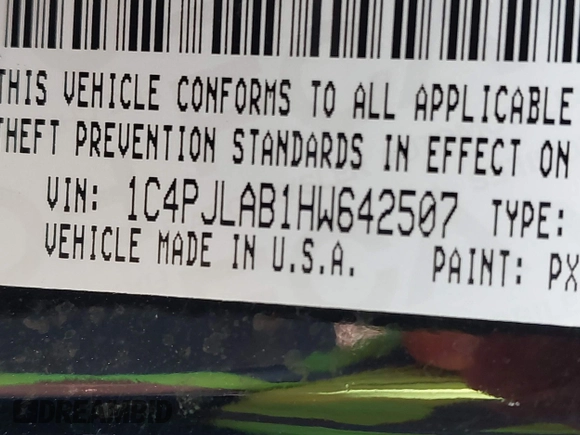 THIS VEHICLE CONFORMS TO ALL APPLICABLE
THEFT PREVENTION STANDARDS IN EFFECT ON
VIN: 1C4PJLAB1HW642507 TYPE:
VEHICLE MADE IN U.S.A. PAINT: PX
DREAMBID